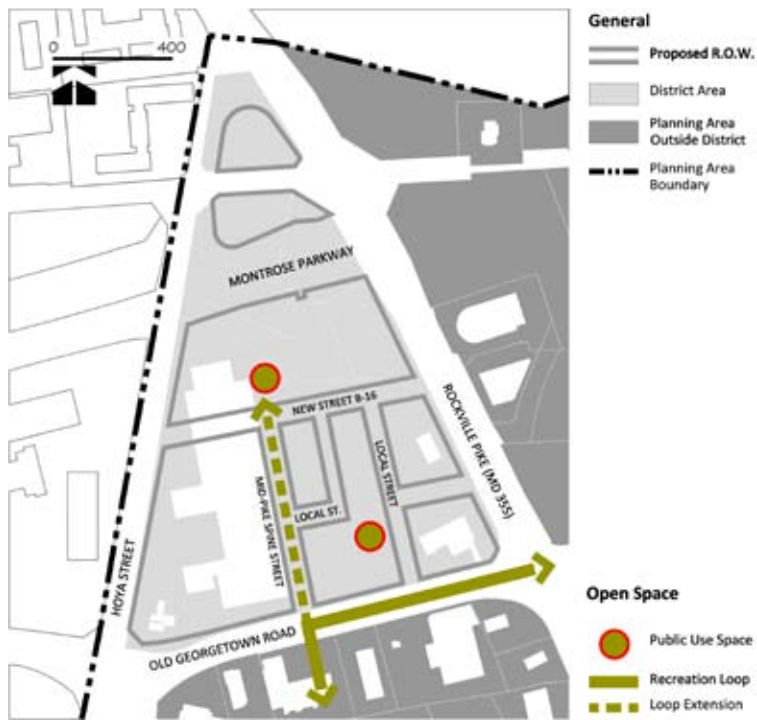 0 400
MONTROSE PARKWAY
NEW STREET B-16
ROCKVILLE PIKE (MD 355)
LOCAL STREET
MID-PIKE SPINE STREET
LOCAL ST.
HOYA STREET
OLD GEORGETOWN ROAD
General
Proposed R.O.W.
District Area
Planning Area
Outside District
Planning Area
Boundary
Open Space
Public Use Space
Recreation Loop
Loop Extension